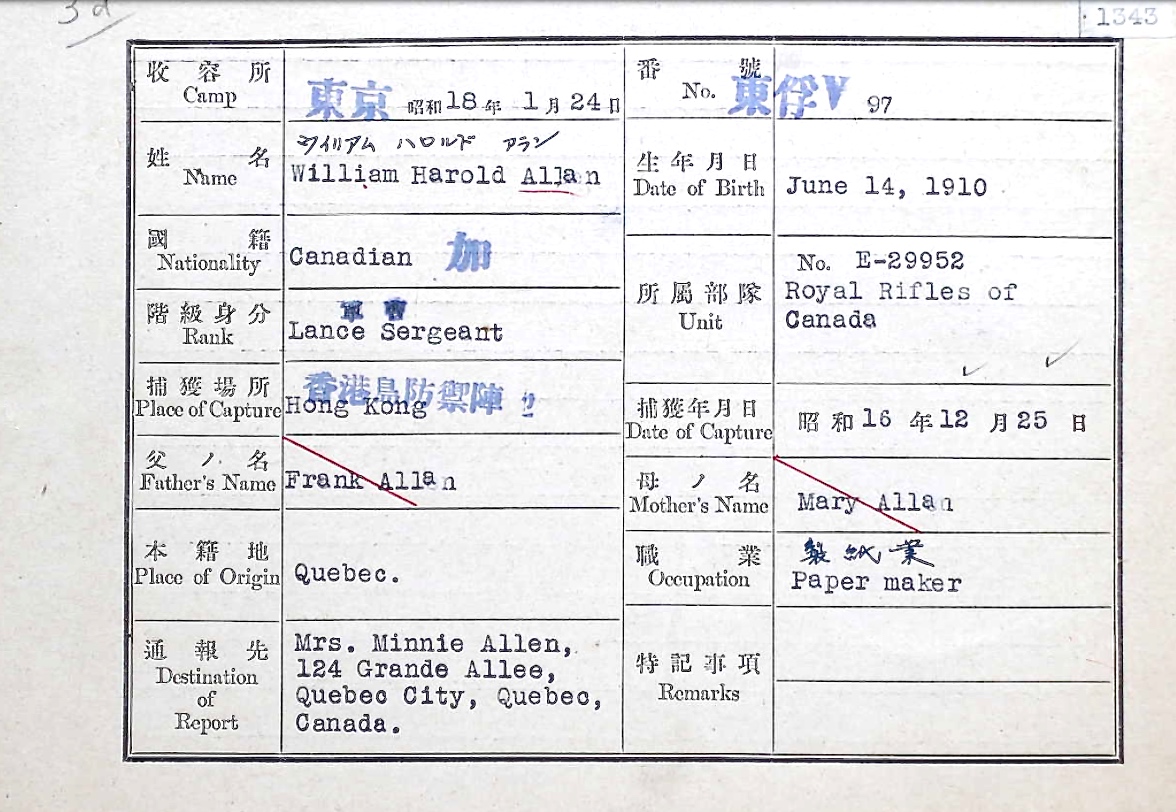 1343
收容所
Camp
東京 昭和18年 1月24日
番號
No.
東俘V 97
姓名
Name
ウイリアム ハロルド アラン
William Harold Allan
生年月日
Date of Birth
June 14, 1910
國籍
Nationality
Canadian 加
所屬部隊
Unit
No. E-29952
Royal Rifles of
Canada
階級身分
Rank
軍曹
Lance Sergeant
捕獲場所
Place of Capture
香港島防禦陣
Hong Kong
捕獲年月日
Date of Capture
昭和16年12月25日
父ノ名
Father's Name
Frank Allan
母ノ名
Mother's Name
Mary Allan
本籍地
Place of Origin
Quebec.
職業
Occupation
製紙業
Paper maker
通報先
Destination
of
Report
Mrs. Minnie Allen,
124 Grande Allee,
Quebec City, Quebec,
Canada.
特記事項
Remarks